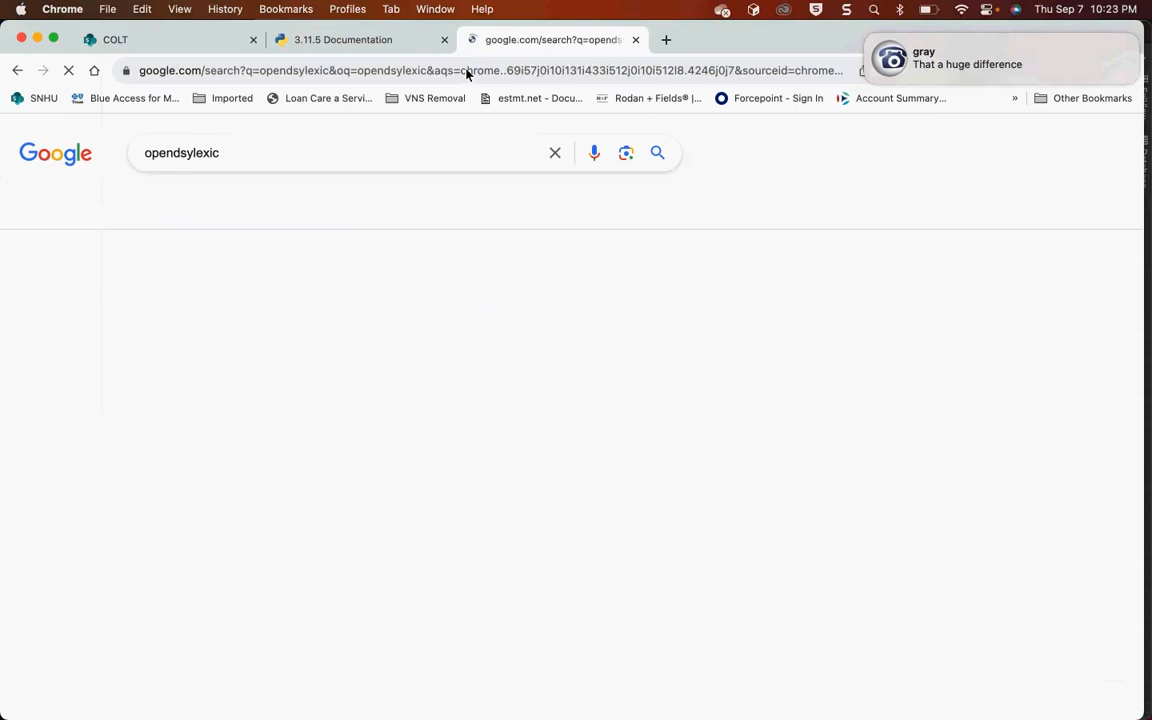 Chrome File Edit View History Bookmarks Profiles Tab Window Help Thu Sep 7 10:23 PM
COLT 3.11.5 Documentation google.com/search?q=opends
gray
That a huge difference
google.com/search?q=opendsylexic&oq=opendsylexic&aqs=chrome..69i57j0i10i131i433i512j0i10i512l8.4246j0j7&sourceid=chrome...
SNHU Blue Access for M... Imported Loan Care a Servi... VNS Removal estmt.net - Docu... R+F Rodan + Fields® |... Forcepoint - Sign In Account Summary... » Other Bookmarks
Google opendsylexic